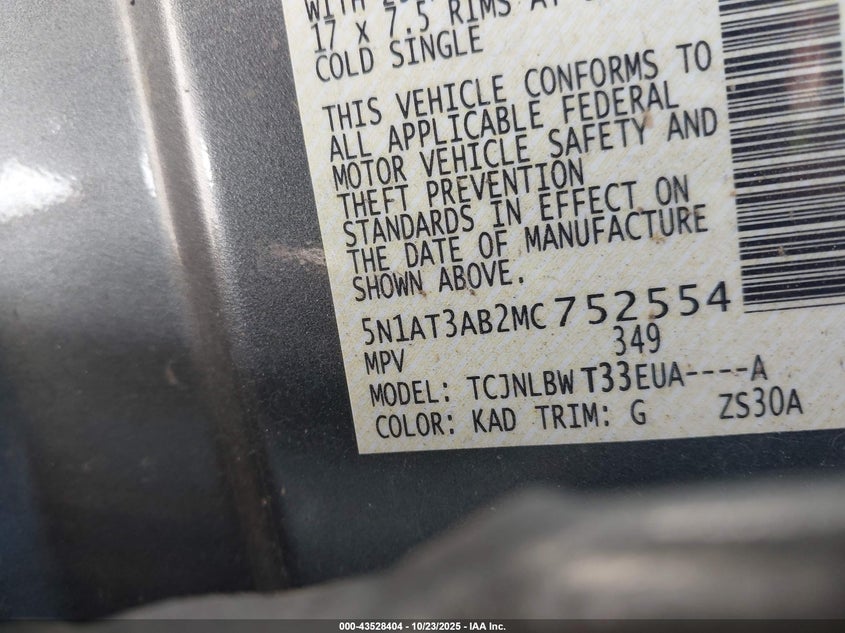 WITH
17 X 7.5 RIMS AT
COLD SINGLE
THIS VEHICLE CONFORMS TO
ALL APPLICABLE FEDERAL
MOTOR VEHICLE SAFETY AND
THEFT PREVENTION
STANDARDS IN EFFECT ON
THE DATE OF MANUFACTURE
SHOWN ABOVE.
5N1AT3AB2MC752554
MPV 349
MODEL: TCJNLBW T33EUA----A
COLOR: KAD TRIM: G ZS30A
000-43528404 | 10/23/2025 - IAA Inc.